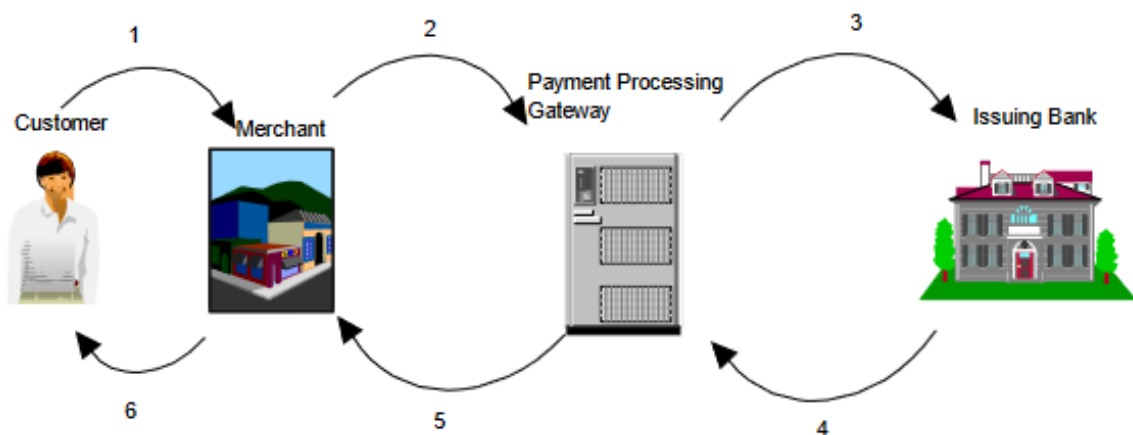 1
2
3
Customer
Merchant
Payment Processing
Gateway
Issuing Bank
6
5
4